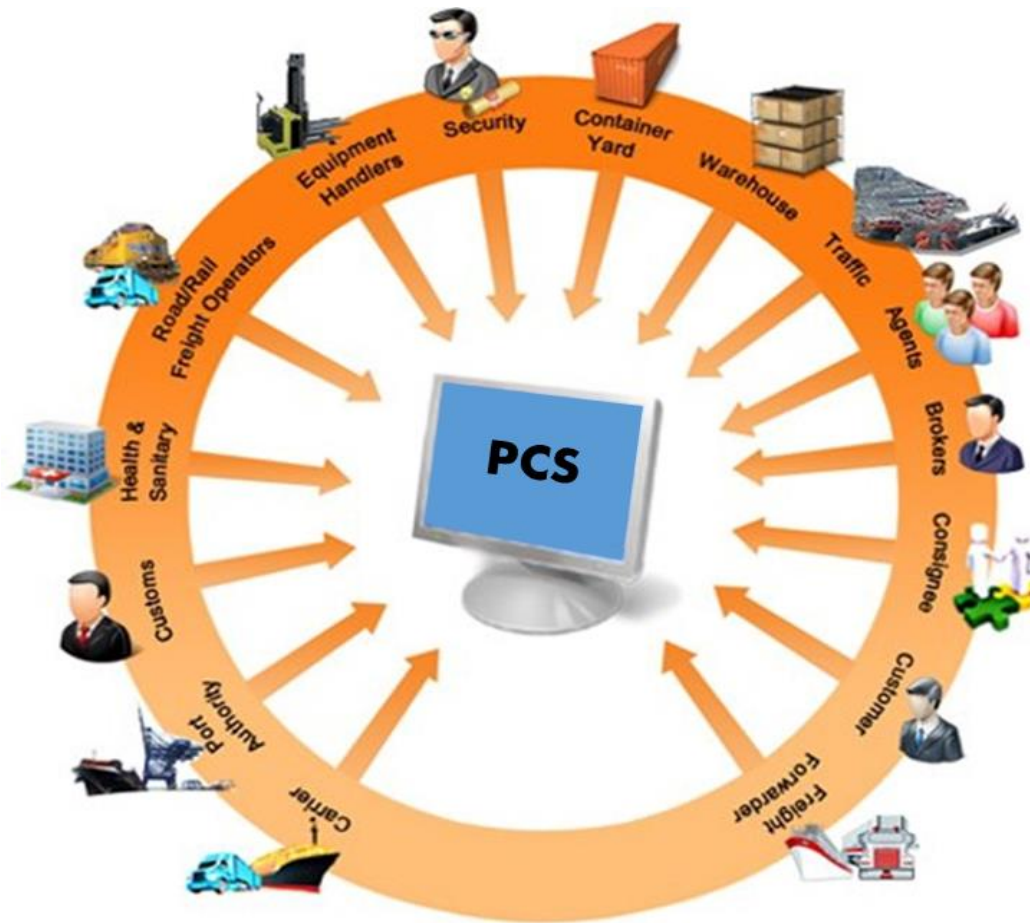 Carrier
Port
Authority
Customs
Health &
Sanitary
Road/Rail
Freight Operators
Equipment
Handlers
Security
Container
Yard
Warehouse
Traffic
Agents
Brokers
Consignee
Customer
Freight
Forwarder
PCS